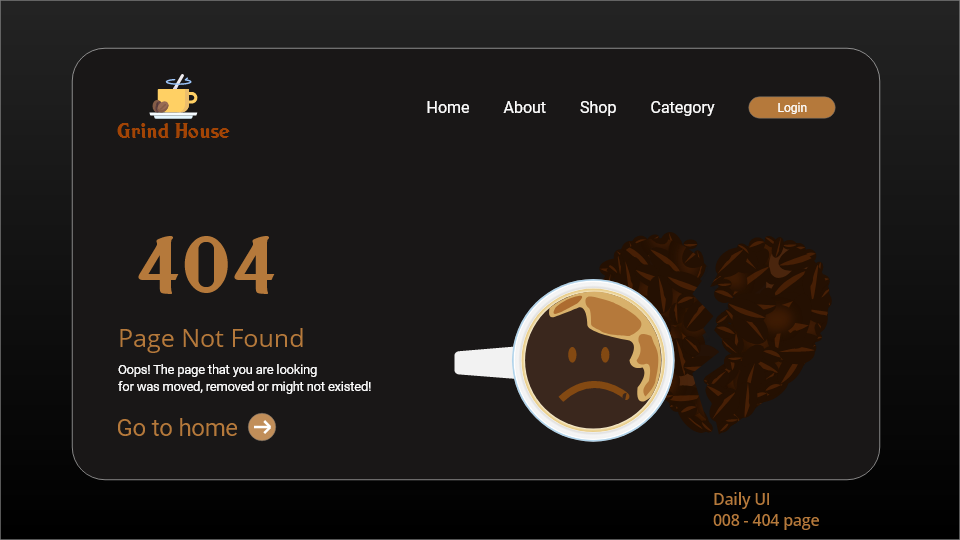 Grind House
Home About Shop Category Login
404
Page Not Found
Oops! The page that you are looking
for was moved, removed or might not existed!
Go to home
Daily UI
008 - 404 page